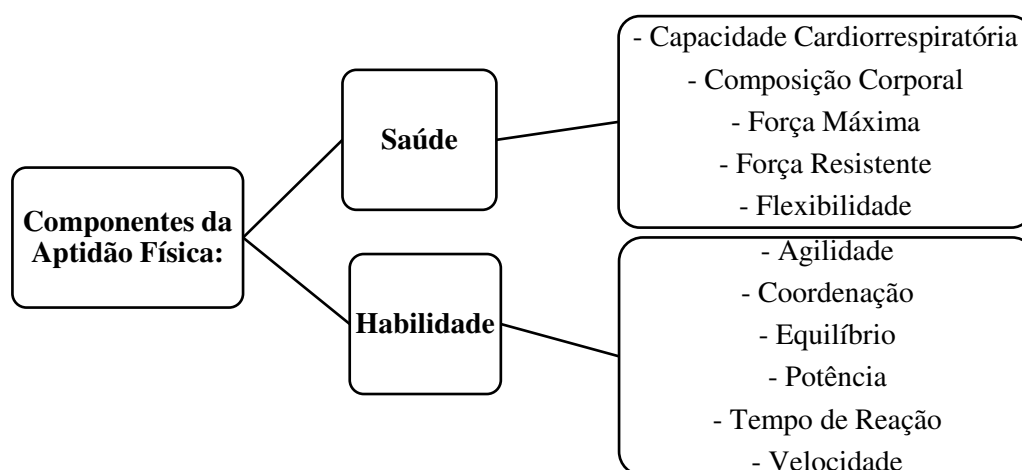 Componentes da
Aptidão Física:
Saúde
- Capacidade Cardiorrespiratória
- Composição Corporal
- Força Máxima
- Força Resistente
- Flexibilidade
Habilidade
- Agilidade
- Coordenação
- Equilíbrio
- Potência
- Tempo de Reação
- Velocidade